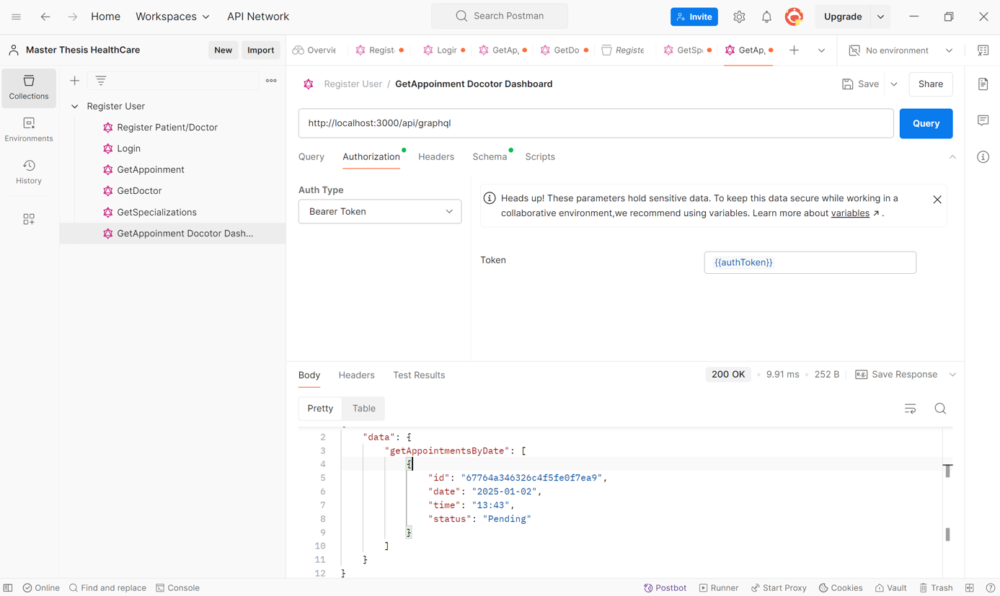 Home Workspaces API Network Search Postman Invite Upgrade
Master Thesis HealthCare New Import Overvie Regist Login GetAp GetDo Registe GetSp GetAp No environment
Collections
Environments
History
Register User
Register Patient/Doctor
Login
GetAppoinment
GetDoctor
GetSpecializations
GetAppoinment Docotor Dash...
Register User / GetAppoinment Docotor Dashboard Save Share
http://localhost:3000/api/graphql Query
Query Authorization Headers Schema Scripts
Auth Type
Bearer Token
Heads up! These parameters hold sensitive data. To keep this data secure while working in a
collaborative environment,we recommend using variables. Learn more about variables ↗ .
Token {{authToken}}
Body Headers Test Results 200 OK • 9.91 ms • 252 B e.g. Save Response
Pretty Table
2 "data": {
3 "getAppointmentsByDate": [
4 {
5 "id": "67764a346326c4f5fe0f7ea9",
6 "date": "2025-01-02",
7 "time": "13:43",
8 "status": "Pending"
9 }
10 ]
11 }
12 }
Online Find and replace Console Postbot Runner Start Proxy Cookies Vault Trash